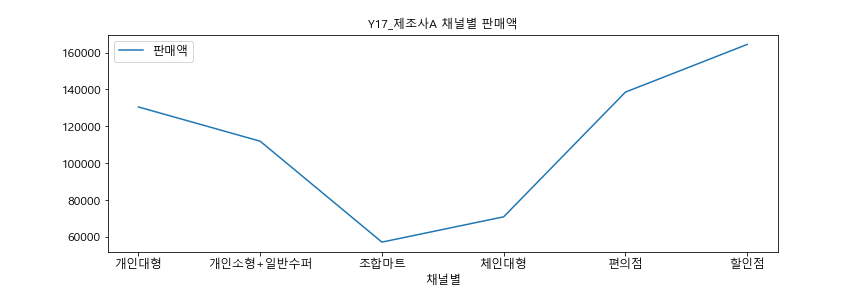 Y17_제조사A 채널별 판매액
판매액
160000
140000
120000
100000
80000
60000
개인대형 개인소형+일반수퍼 조합마트 체인대형 편의점 할인점
채널별